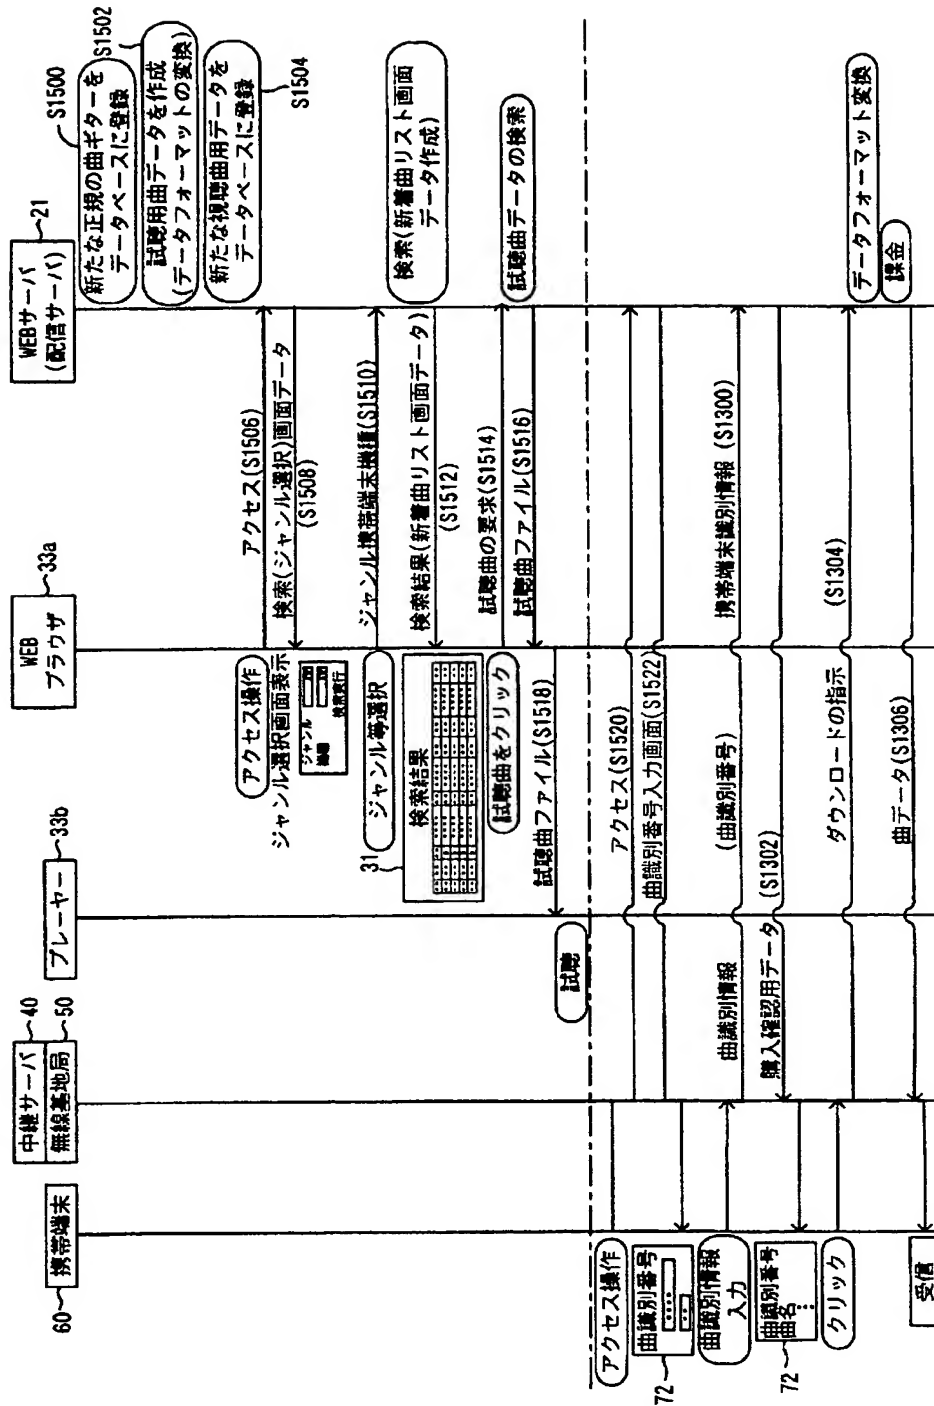 携帯端末
60
中継サーバ
40
無線基地局
50
プレーヤー
33b
WEB
ブラウザ
33a
WEBサーバ
(配信サーバ)
21
新たな正規の曲ギターを
データベースに登録
S1500
試聴用曲データを作成
(データフォーマットの変換)
S1502
新たな視聴曲用データを
データベースに登録
S1504
アクセス操作
アクセス(S1506)
検索(ジャンル選択)画面データ
(S1508)
ジャンル選択画面表示
ジャンル
機種
検索実行
ジャンル等選択
ジャンル携帯端末機種(S1510)
検索(新着曲リスト画面
データ作成)
検索結果(新着曲リスト画面データ)
(S1512)
31
検索結果
試聴曲をクリック
試聴曲の要求(S1514)
試聴曲データの検索
試聴曲ファイル(S1516)
試聴曲ファイル(S1518)
試聴
アクセス操作
アクセス(S1520)
曲識別番号入力画面(S1522)
曲識別番号
72
曲識別情報
入力
曲識別情報
(曲識別番号)
携帯端末識別情報 (S1300)
購入確認用データ
(S1302)
曲識別番号
曲名
72
クリック
ダウンロードの指示
(S1304)
データフォーマット変換
課金
曲データ(S1306)
受信